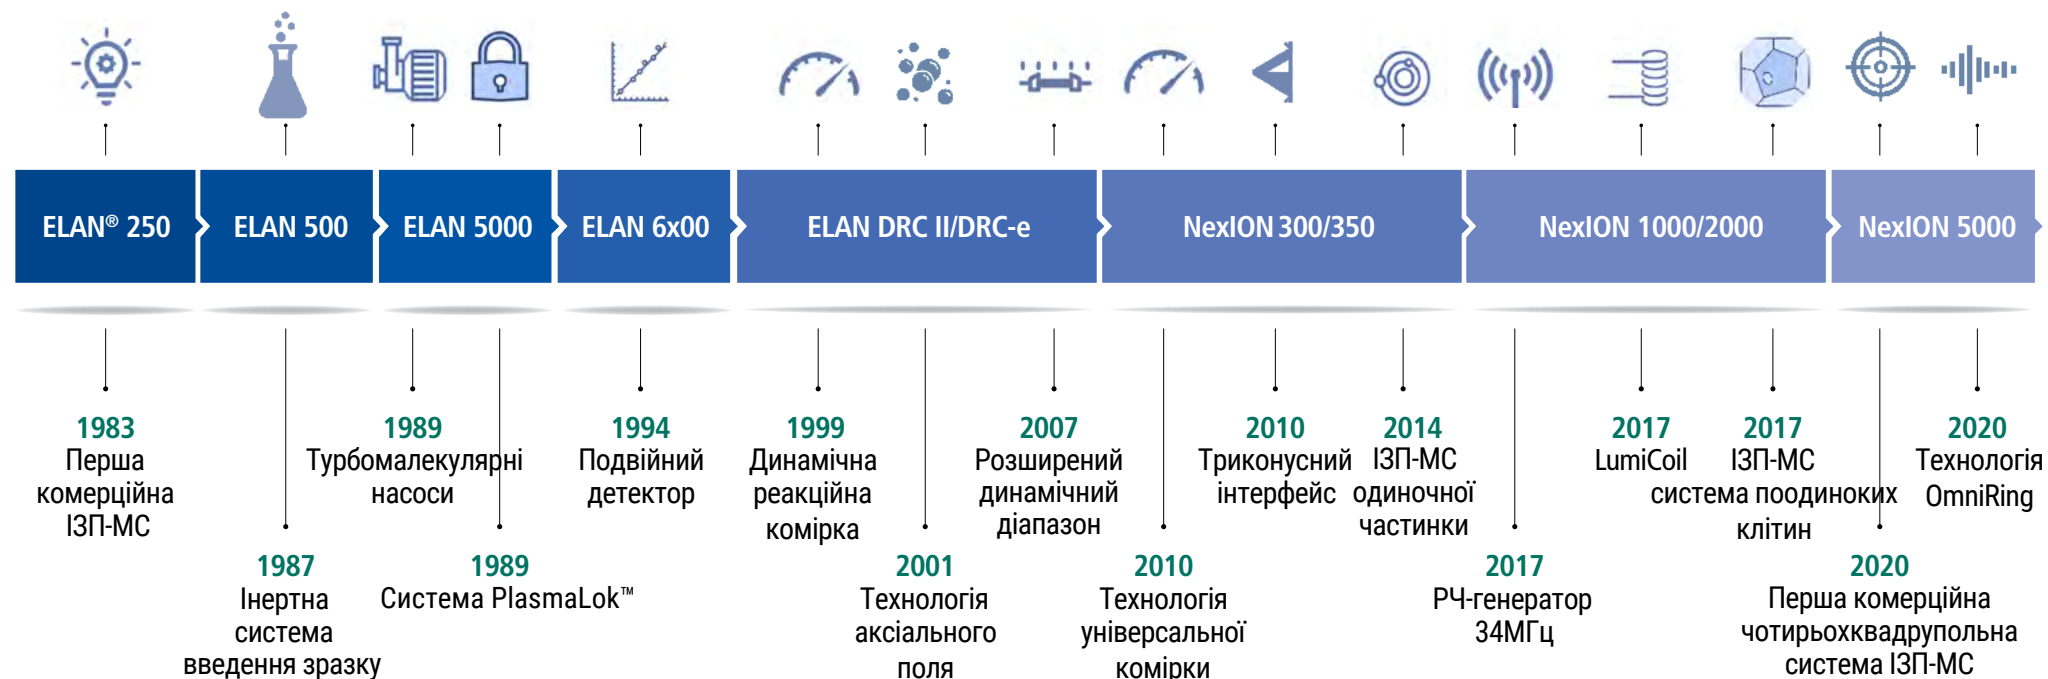 ELAN® 250
ELAN 500
ELAN 5000
ELAN 6x00
ELAN DRC II/DRC-e
NexION 300/350
NexION 1000/2000
NexION 5000
1983
Перша
комерційна
ІЗП-МС
1987
Інертна
система
введення зразку
1989
Турбомалекулярні
насоси
1989
Система PlasmaLok™
1994
Подвійний
детектор
1999
Динамічна
реакційна
комірка
2001
Технологія
аксіального
поля
2007
Розширений
динамічний
діапазон
2010
Технологія
універсальної
комірки
2010
Триконусний
інтерфейс
2014
ІЗП-МС
одиночної
частинки
2017
РЧ-генератор
34МГц
2017
LumiCoil
2017
ІЗП-МС
система поодиноких
клітин
2020
Перша комерційна
чотирьохквадрупольна
система ІЗП-МС
2020
Технологія
OmniRing